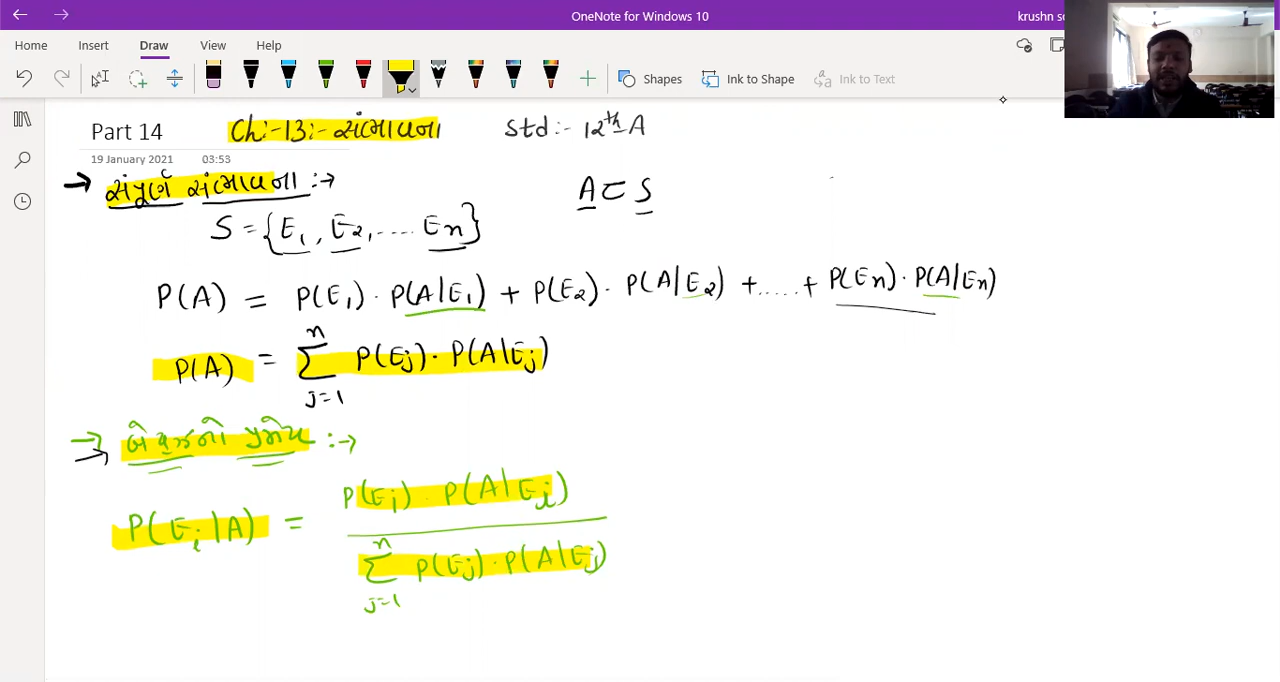 OneNote for Windows 10
krushn
Home Insert Draw View Help
Shapes Ink to Shape Ink to Text
Part 14 Ch:-13:- સંભાવના Std:- 12th A
19 January 2021 03:53
→ સંપૂર્ણ સંભાવના :→ A ⊂ S
S = {E₁, E₂, .... En}
P(A) = P(E₁) · P(A|E₁) + P(E₂) · P(A|E₂) + ..... + P(En) · P(A|En)
P(A) = ∑ⁿⱼ₌₁ P(Ej) · P(A|Ej)
→ બેયઝનો પ્રમેય :→
P(Ei|A) = P(Ei) · P(A|Ei) / ∑ⁿⱼ₌₁ P(Ej) · P(A|Ej)